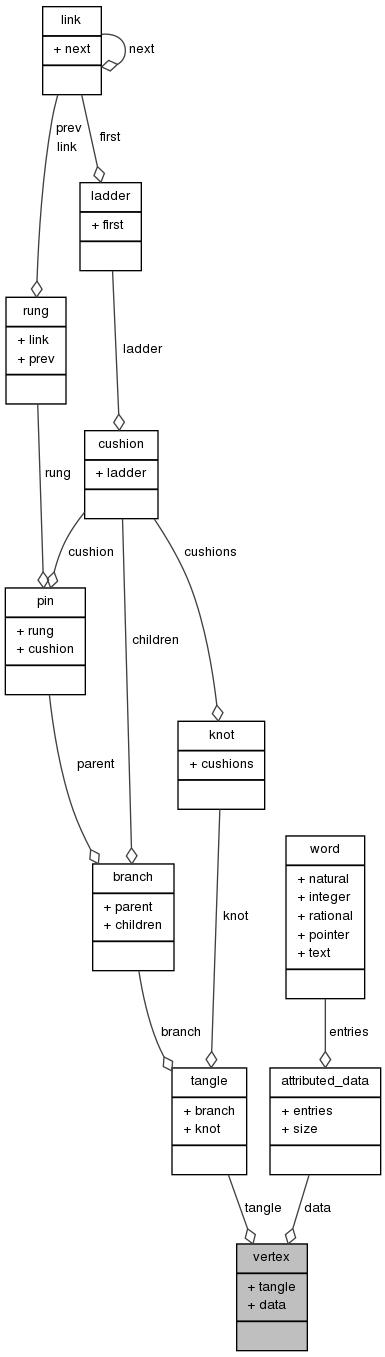 link
+ next
next
prev
link
first
ladder
+ first
rung
+ link
+ prev
ladder
cushion
+ ladder
rung
cushion
cushions
pin
+ rung
+ cushion
children
knot
+ cushions
parent
word
+ natural
+ integer
+ rational
+ pointer
+ text
branch
+ parent
+ children
knot
branch
entries
tangle
+ branch
+ knot
attributed_data
+ entries
+ size
tangle
data
vertex
+ tangle
+ data